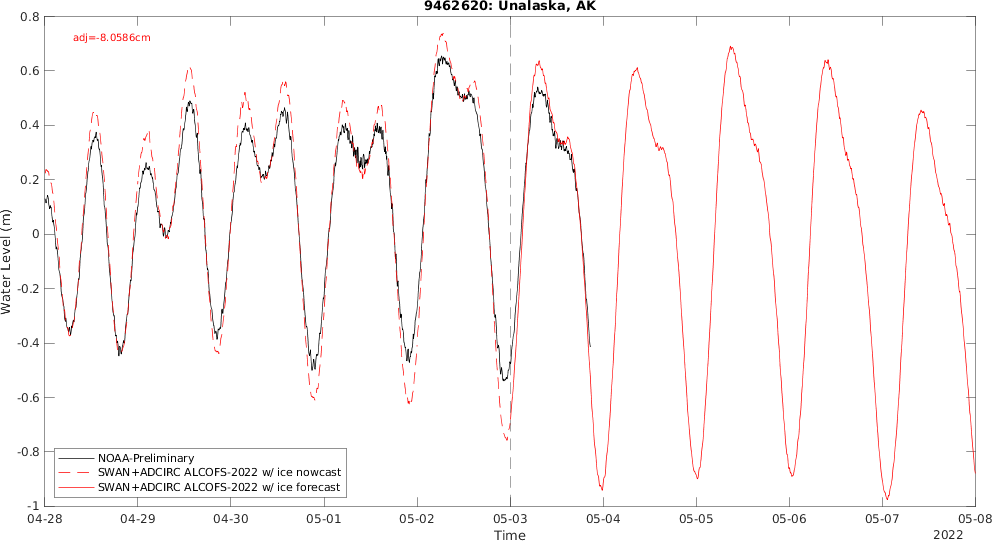 9462620: Unalaska, AK
adj=-8.0586cm
0.8
0.6
0.4
0.2
0
-0.2
-0.4
-0.6
-0.8
-1
Water Level (m)
NOAA-Preliminary
SWAN+ADCIRC ALCOFS-2022 w/ ice nowcast
SWAN+ADCIRC ALCOFS-2022 w/ ice forecast
04-28 04-29 04-30 05-01 05-02 05-03 05-04 05-05 05-06 05-07 05-08
Time
2022